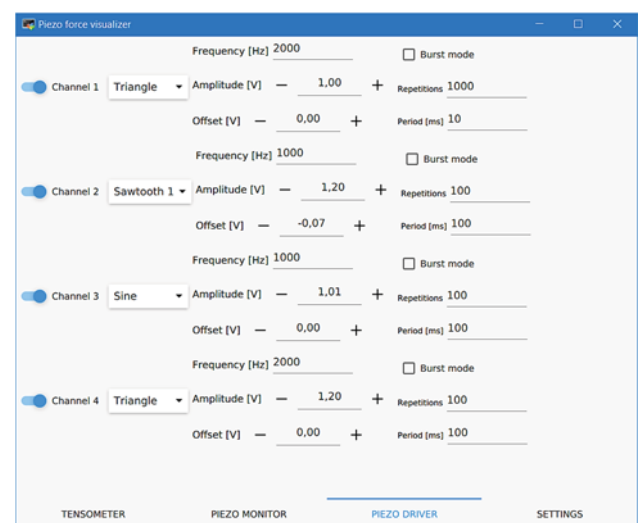 Piezo force visualizer
Frequency [Hz] 2000 Burst mode
Channel 1 Triangle Amplitude [V] — 1,00 + Repetitions 1000
Offset [V] — 0,00 + Period [ms] 10
Frequency [Hz] 1000 Burst mode
Channel 2 Sawtooth 1 Amplitude [V] — 1,20 + Repetitions 100
Offset [V] — -0,07 + Period [ms] 100
Frequency [Hz] 1000 Burst mode
Channel 3 Sine Amplitude [V] — 1,01 + Repetitions 100
Offset [V] — 0,00 + Period [ms] 100
Frequency [Hz] 2000 Burst mode
Channel 4 Triangle Amplitude [V] — 1,20 + Repetitions 100
Offset [V] — 0,00 + Period [ms] 100
TENSOMETER PIEZO MONITOR PIEZO DRIVER SETTINGS